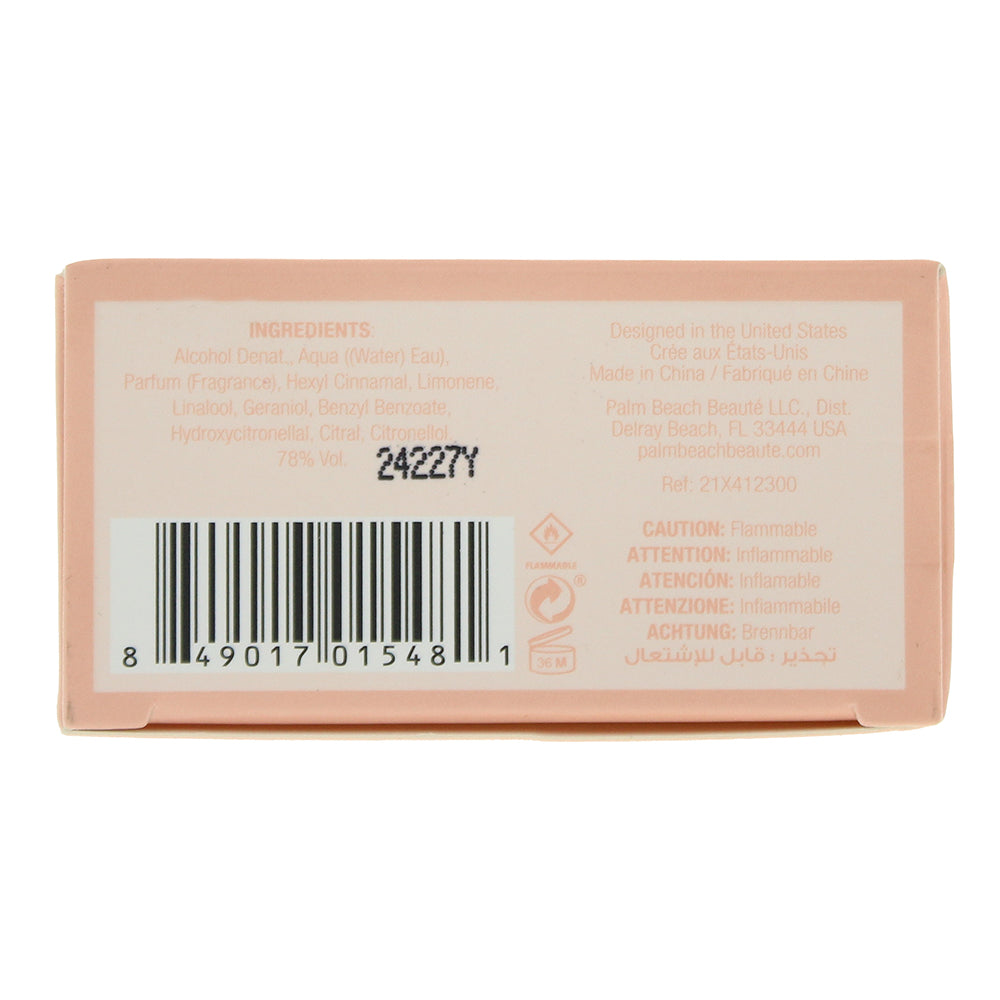 INGREDIENTS:
Alcohol Denat., Aqua ((Water) Eau),
Parfum (Fragrance), Hexyl Cinnamal, Limonene,
Linalool, Geraniol, Benzyl Benzoate,
Hydroxycitronellal, Citral, Citronellol.
78% Vol.
24227Y
8 49017 01548 1
Designed in the United States
Crée aux États-Unis
Made in China / Fabriqué en Chine
Palm Beach Beauté LLC., Dist.
Delray Beach, FL 33444 USA
palmbeachbeaute.com
Ref: 21X412300
FLAMMABLE
®
36 M
CAUTION: Flammable
ATTENTION: Inflammable
ATENCIÓN: Inflamable
ATTENZIONE: Inflammabile
ACHTUNG: Brennbar
تحذير : قابل للإشتعال